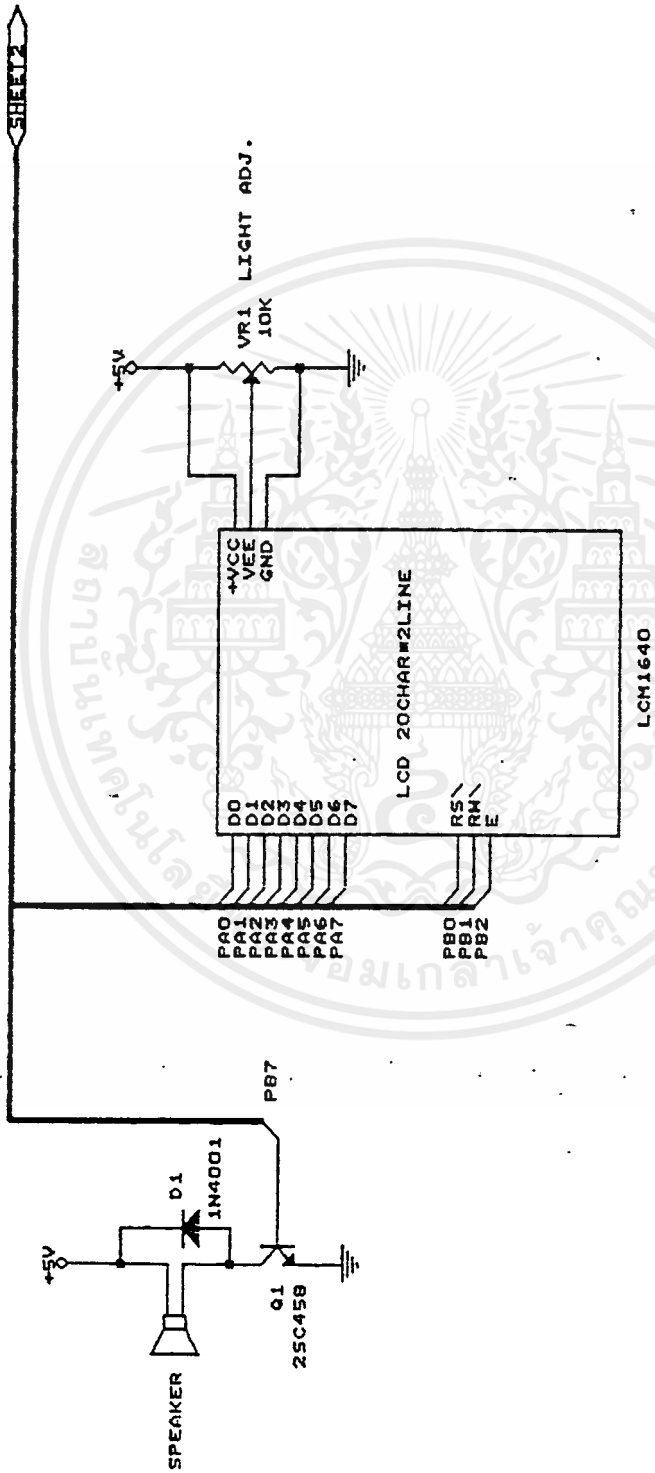 SHEET2
+5V
VR1 LIGHT ADJ.
10K
+VCC
VEE
GND
LCD 20CHAR*2LINE
LCM1640
D0
D1
D2
D3
D4
D5
D6
D7
RS\
RW\
E
PA0
PA1
PA2
PA3
PA4
PA5
PA6
PA7
PB0
PB1
PB2
PB7
+5V
D1
1N4001
Q1
2SC458
SPEAKER